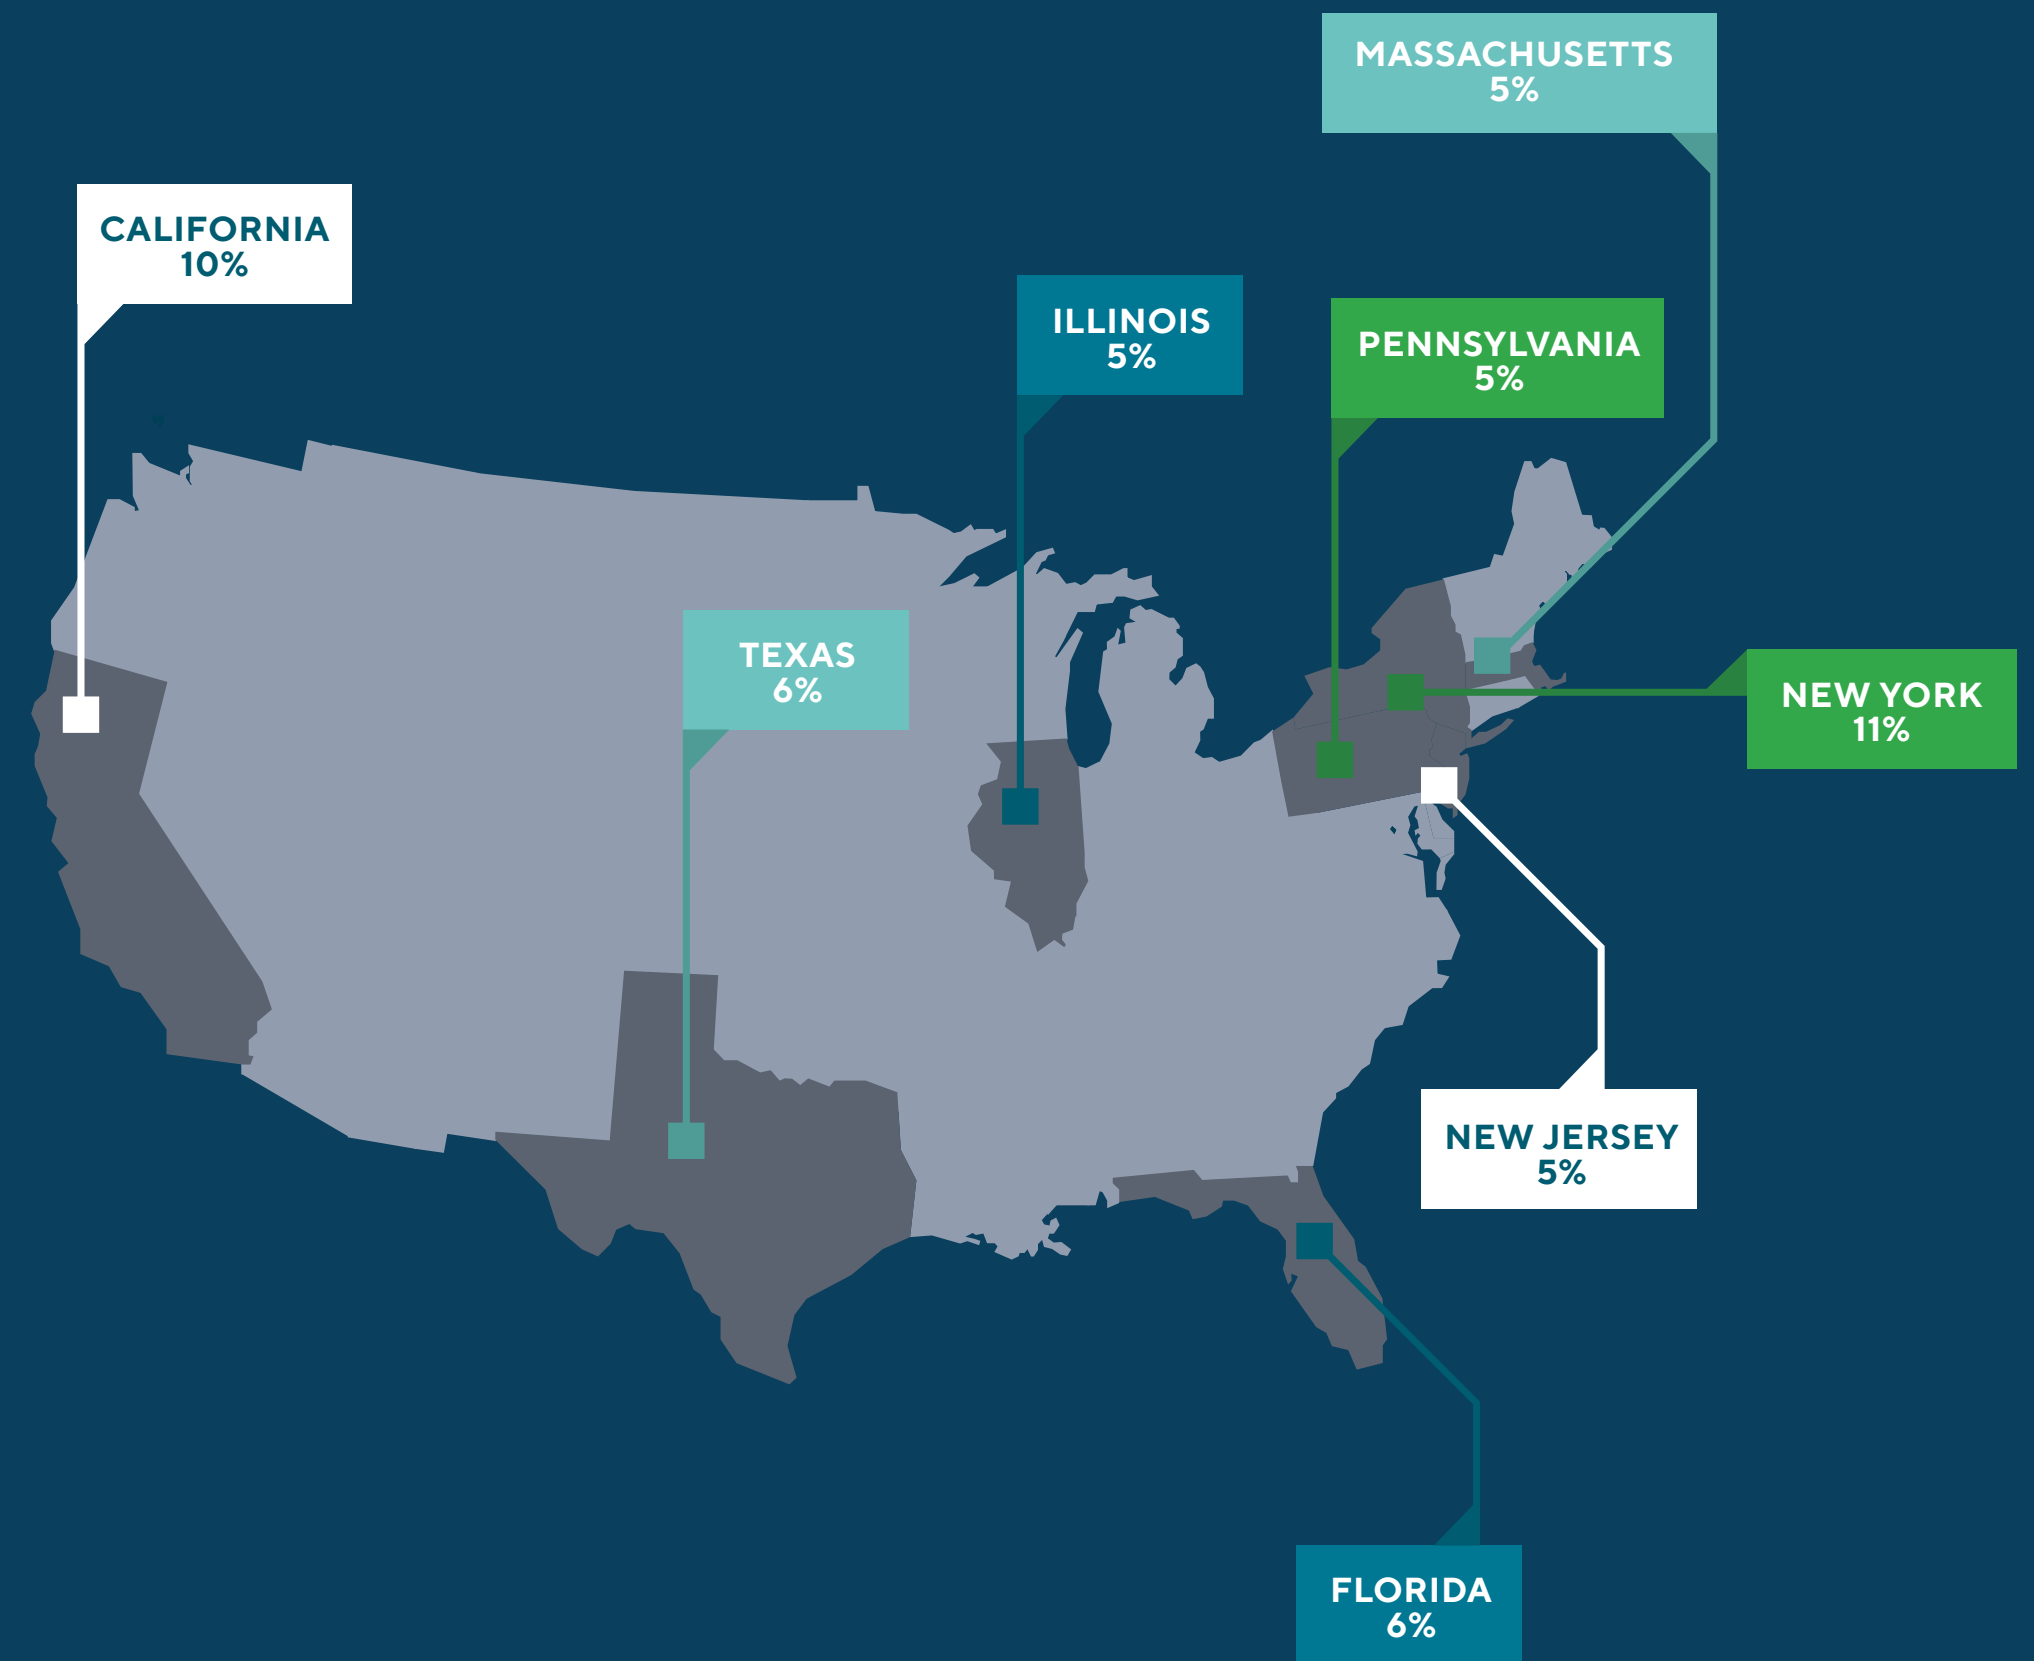 MASSACHUSETTS
5%
CALIFORNIA
10%
ILLINOIS
5%
PENNSYLVANIA
5%
TEXAS
6%
NEW YORK
11%
NEW JERSEY
5%
FLORIDA
6%